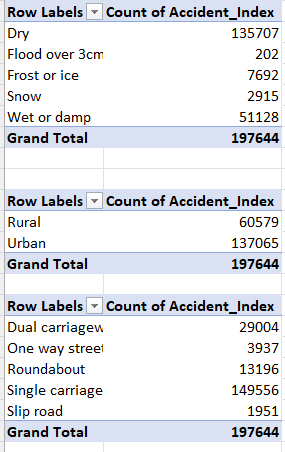 Row Labels Count of Accident_Index
Dry 135707
Flood over 3cm 202
Frost or ice 7692
Snow 2915
Wet or damp 51128
Grand Total 197644
Row Labels Count of Accident_Index
Rural 60579
Urban 137065
Grand Total 197644
Row Labels Count of Accident_Index
Dual carriagew 29004
One way street 3937
Roundabout 13196
Single carriage 149556
Slip road 1951
Grand Total 197644